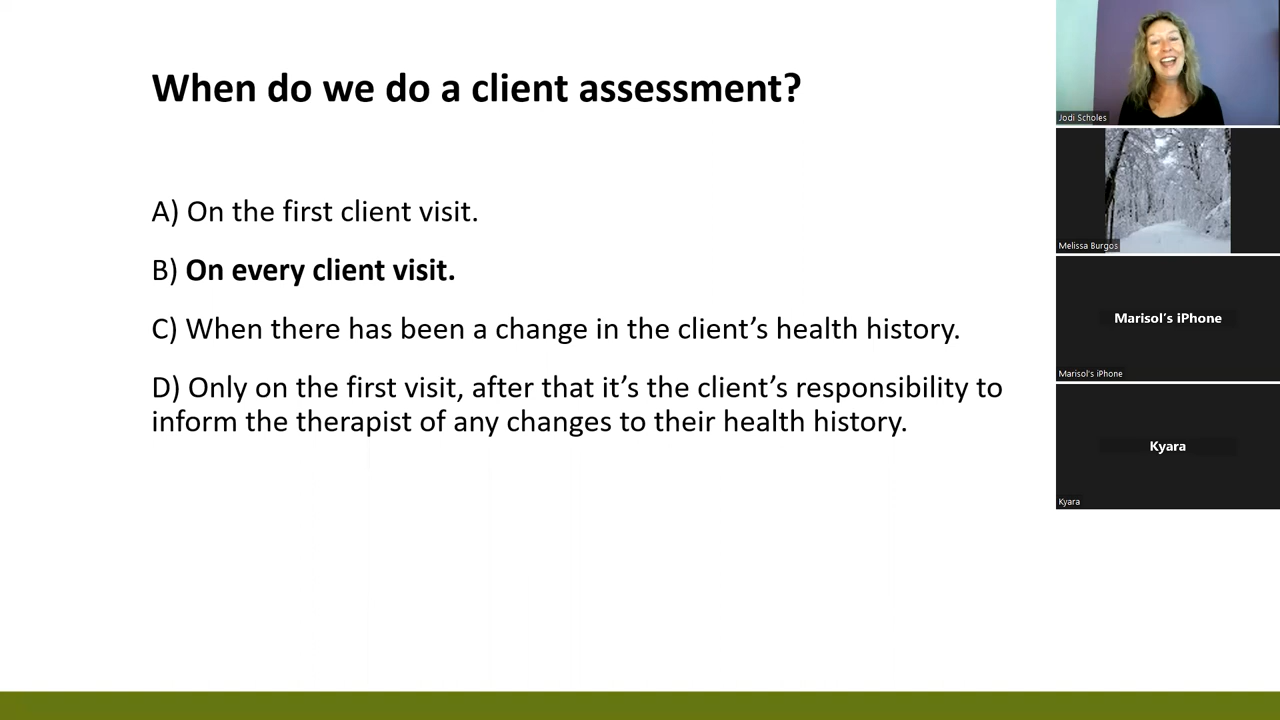 When do we do a client assessment?
A) On the first client visit.
B) On every client visit.
C) When there has been a change in the client’s health history.
D) Only on the first visit, after that it’s the client’s responsibility to
inform the therapist of any changes to their health history.
Jodi Scholes
Melissa Burgos
Marisol’s iPhone
Marisol's iPhone
Kyara
Kyara